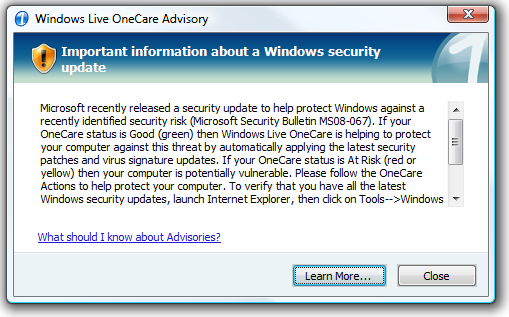 Windows Live OneCare Advisory
Important information about a Windows security
update
Microsoft recently released a security update to help protect Windows against a
recently identified security risk (Microsoft Security Bulletin MS08-067). If your
OneCare status is Good (green) then Windows Live OneCare is helping to protect
your computer against this threat by automatically applying the latest security
patches and virus signature updates. If your OneCare status is At Risk (red or
yellow) then your computer is potentially vulnerable. Please follow the OneCare
Actions to help protect your computer. To verify that you have all the latest
Windows security updates, launch Internet Explorer, then click on Tools-->Windows
What should I know about Advisories?
Learn More...
Close